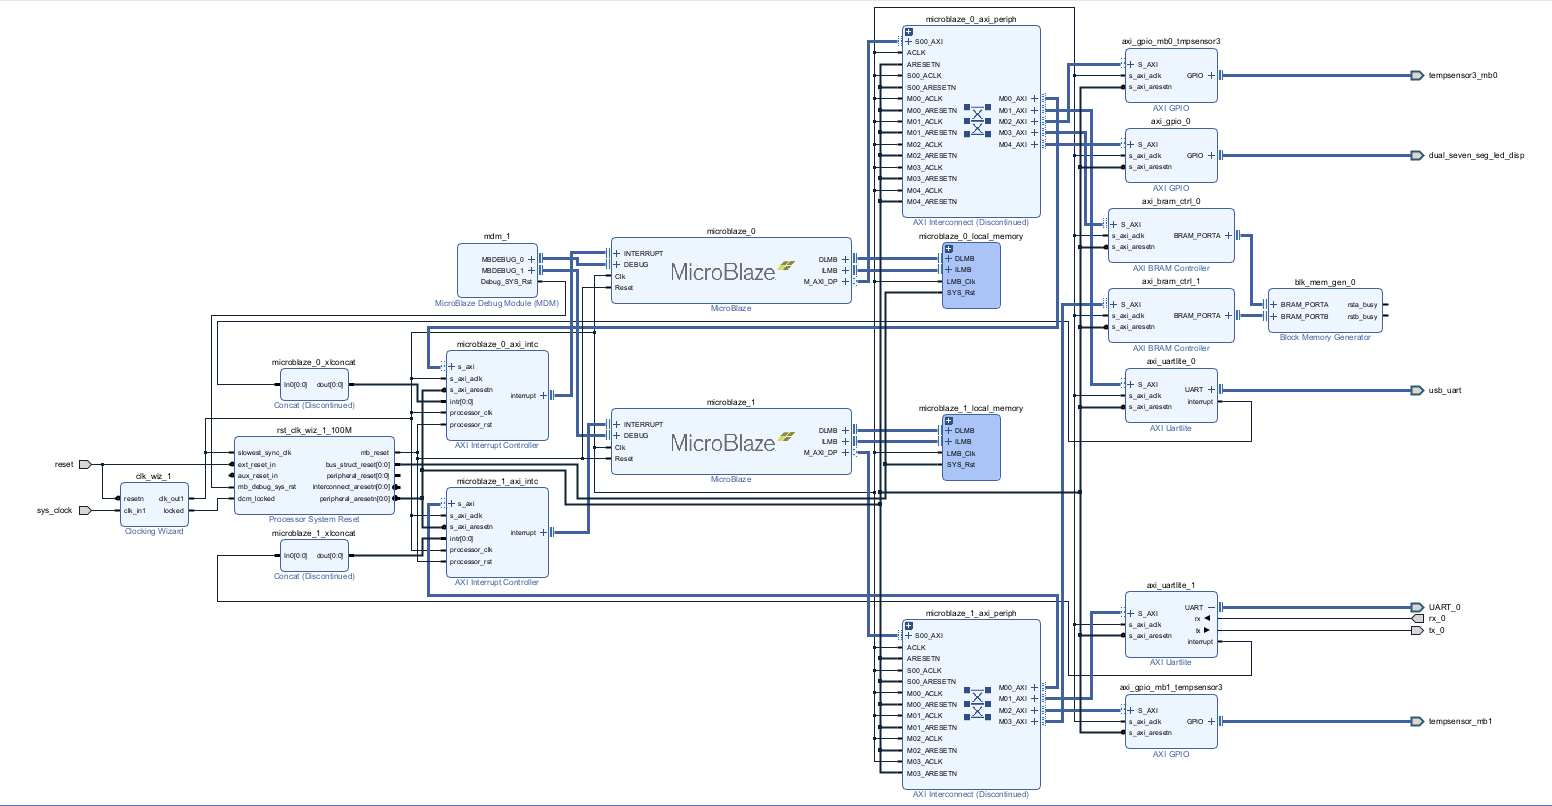 microblaze_0_axi_periph
S00_AXI
ACLK
ARESETN
S00_ACLK
S00_ARESETN
M00_ACLK
M00_ARESETN
M01_ACLK
M01_ARESETN
M02_ACLK
M02_ARESETN
M03_ACLK
M03_ARESETN
M04_ACLK
M04_ARESETN
M00_AXI
M01_AXI
M02_AXI
M03_AXI
M04_AXI
AXI Interconnect (Discontinued)
axi_gpio_mb0_tmpsensor3
S_AXI
s_axi_aclk
s_axi_aresetn
GPIO
AXI GPIO
tempsensor3_mb0
axi_gpio_0
S_AXI
s_axi_aclk
s_axi_aresetn
GPIO
AXI GPIO
dual_seven_seg_led_disp
axi_bram_ctrl_0
S_AXI
s_axi_aclk
s_axi_aresetn
BRAM_PORTA
AXI BRAM Controller
axi_bram_ctrl_1
S_AXI
s_axi_aclk
s_axi_aresetn
BRAM_PORTA
AXI BRAM Controller
blk_mem_gen_0
BRAM_PORTA
BRAM_PORTB
rsta_busy
rstb_busy
Block Memory Generator
axi_uartlite_0
S_AXI
s_axi_aclk
s_axi_aresetn
UART
interrupt
AXI Uartlite
usb_uart
mdm_1
MBDEBUG_0
MBDEBUG_1
Debug_SYS_Rst
MicroBlaze Debug Module (MDM)
microblaze_0
INTERRUPT
DEBUG
Clk
Reset
MicroBlaze
DLMB
ILMB
M_AXI_DP
MicroBlaze
microblaze_0_local_memory
DLMB
ILMB
LMB_Clk
SYS_Rst
microblaze_0_axi_intc
s_axi
s_axi_aclk
s_axi_aresetn
intr[0:0]
processor_clk
processor_rst
interrupt
AXI Interrupt Controller
microblaze_0_xlconcat
In0[0:0]
dout[0:0]
Concat (Discontinued)
microblaze_1
INTERRUPT
DEBUG
Clk
Reset
MicroBlaze
DLMB
ILMB
M_AXI_DP
MicroBlaze
microblaze_1_local_memory
DLMB
ILMB
LMB_Clk
SYS_Rst
rst_clk_wiz_1_100M
slowest_sync_clk
ext_reset_in
aux_reset_in
mb_debug_sys_rst
dcm_locked
mb_reset
bus_struct_reset[0:0]
peripheral_reset[0:0]
interconnect_aresetn[0:0]
peripheral_aresetn[0:0]
Processor System Reset
reset
sys_clock
clk_wiz_1
resetn
clk_in1
clk_out1
locked
Clocking Wizard
microblaze_1_axi_intc
s_axi
s_axi_aclk
s_axi_aresetn
intr[0:0]
processor_clk
processor_rst
interrupt
AXI Interrupt Controller
microblaze_1_xlconcat
In0[0:0]
dout[0:0]
Concat (Discontinued)
microblaze_1_axi_periph
S00_AXI
ACLK
ARESETN
S00_ACLK
S00_ARESETN
M00_ACLK
M00_ARESETN
M01_ACLK
M01_ARESETN
M02_ACLK
M02_ARESETN
M03_ACLK
M03_ARESETN
M00_AXI
M01_AXI
M02_AXI
M03_AXI
AXI Interconnect (Discontinued)
axi_uartlite_1
S_AXI
s_axi_aclk
s_axi_aresetn
UART
rx
tx
interrupt
AXI Uartlite
UART_0
rx_0
tx_0
axi_gpio_mb1_tempsensor3
S_AXI
s_axi_aclk
s_axi_aresetn
GPIO
AXI GPIO
tempsensor_mb1